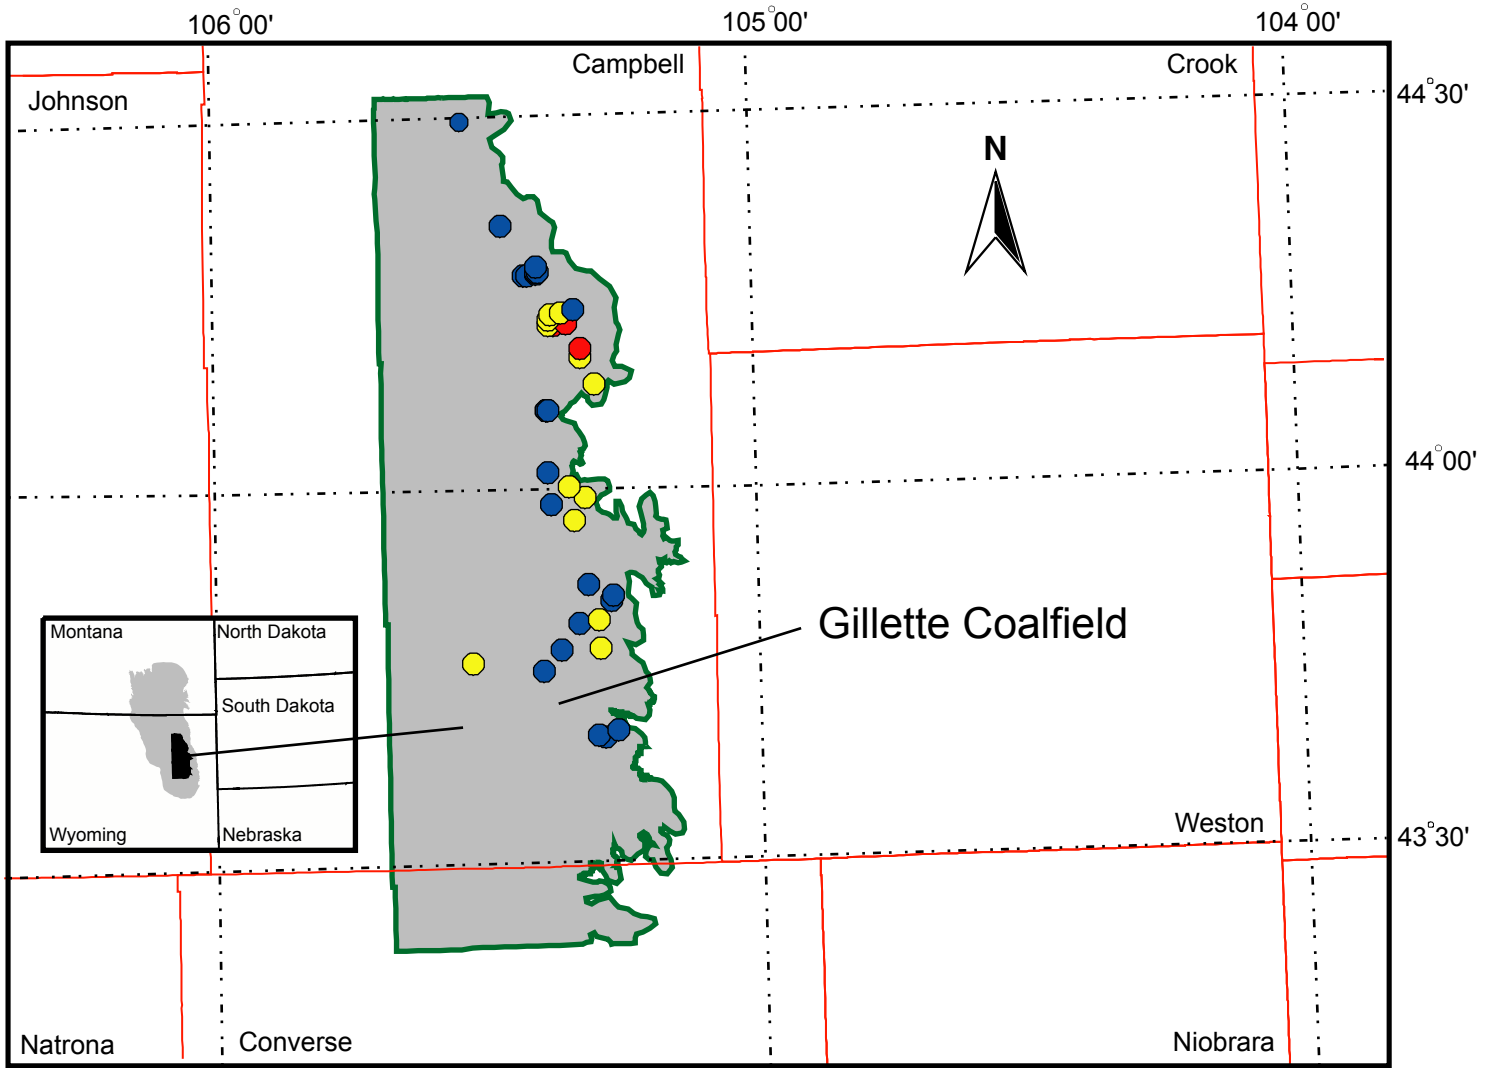 106°00'
105°00'
104°00'
Campbell
Crook
Johnson
44°30'
N
44°00'
Gillette Coalfield
Montana
North Dakota
South Dakota
Wyoming
Nebraska
Weston
43°30'
Natrona
Converse
Niobrara